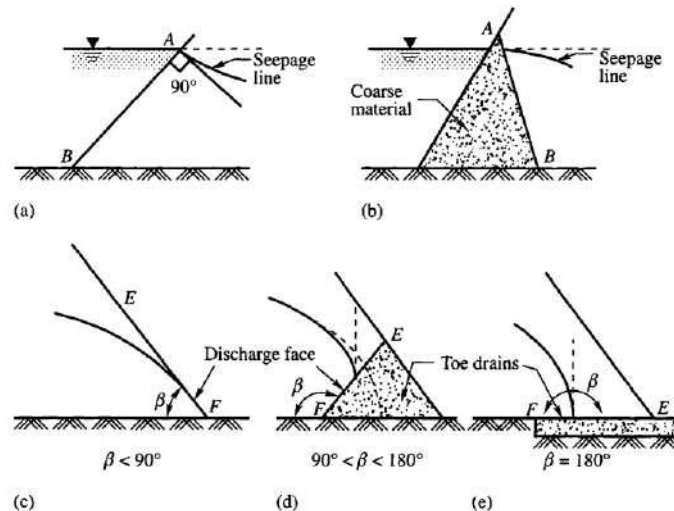 A
Seepage
line
90°
B
(a)
A
Seepage
line
Coarse
material
B
(b)
E
Discharge face
β
F
β < 90°
(c)
E
β
F
Toe drains
90° < β < 180°
(d)
β
F
E
β = 180°
(e)